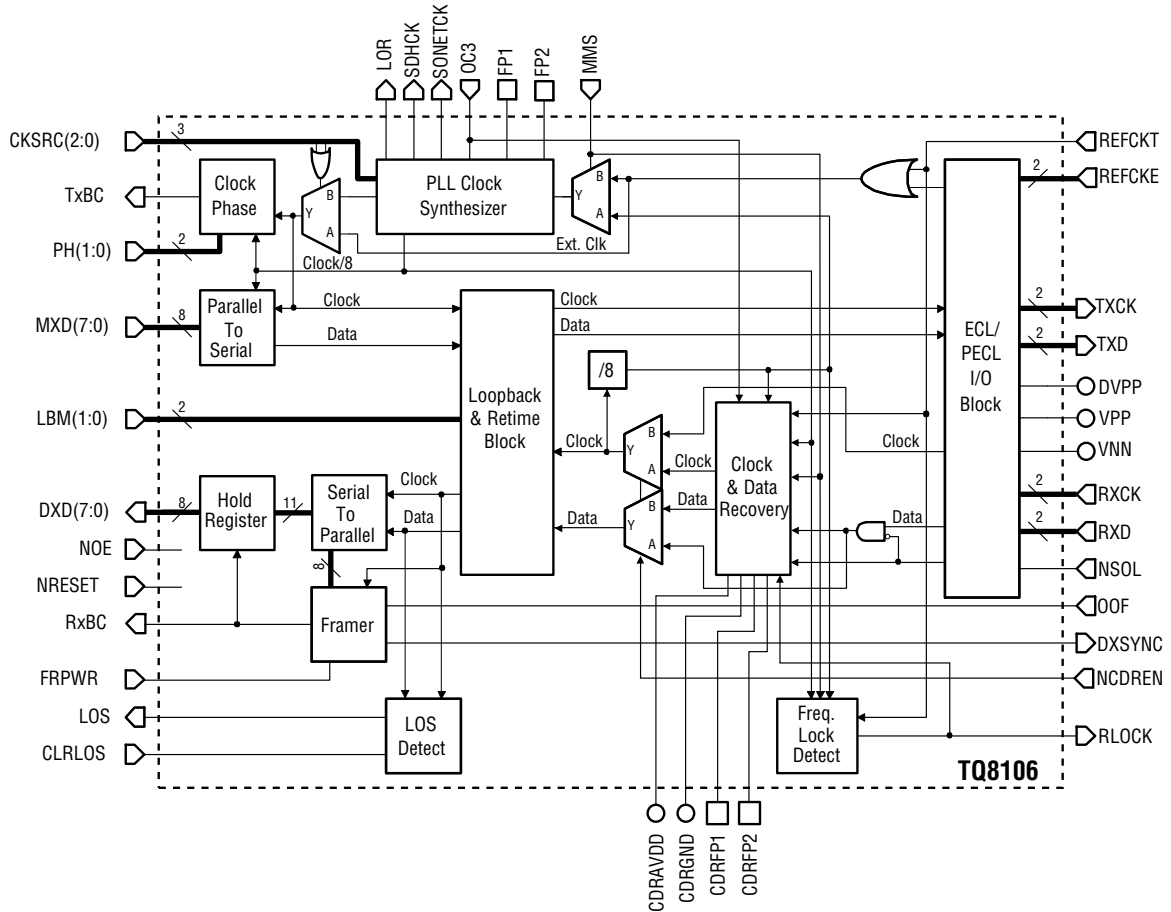 LOR
SDHCK
SONETCK
OC3
FP1
FP2
MMS
CKSRC(2:0)
3
REFCKT
TxBC
Clock
Phase
B
Y
A
PLL Clock
Synthesizer
B
A
2
REFCKE
PH(1:0)
2
Ext. Clk
Clock/8
MXD(7:0)
8
Parallel
To
Serial
Clock
Data
Clock
Data
2
TXCK
2
TXD
ECL/
PECL
I/O
Block
/8
DVPP
LBM(1:0)
2
Loopback
& Retime
Block
VPP
B
Y
A
Clock
Clock
Clock
VNN
Clock
& Data
Recovery
DXD(7:0)
8
Hold
Register
11
Serial
To
Parallel
Clock
Data
Data
B
Y
A
Data
Data
2
RXCK
2
RXD
NOE
NSOL
8
NRESET
OOF
RxBC
Framer
DXSYNC
FRPWR
NCDREN
LOS
CLRLOS
LOS
Detect
Freq.
Lock
Detect
RLOCK
TQ8106
CDRAVDD
CDRGND
CDRFP1
CDRFP2